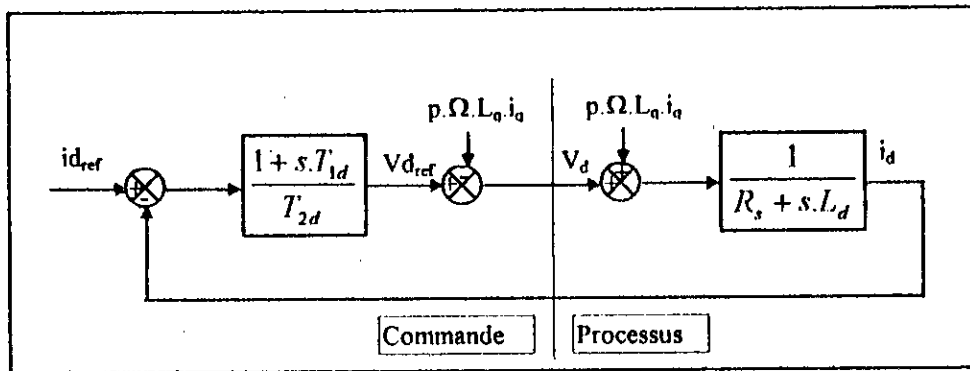 p.Ω.L_q.i_q
p.Ω.L_q.i_q
id_ref
+
-
1 + s.T_1d
T_2d
Vd_ref
+
-
V_d
+
+
1
R_s + s.L_d
i_d
Commande
Processus